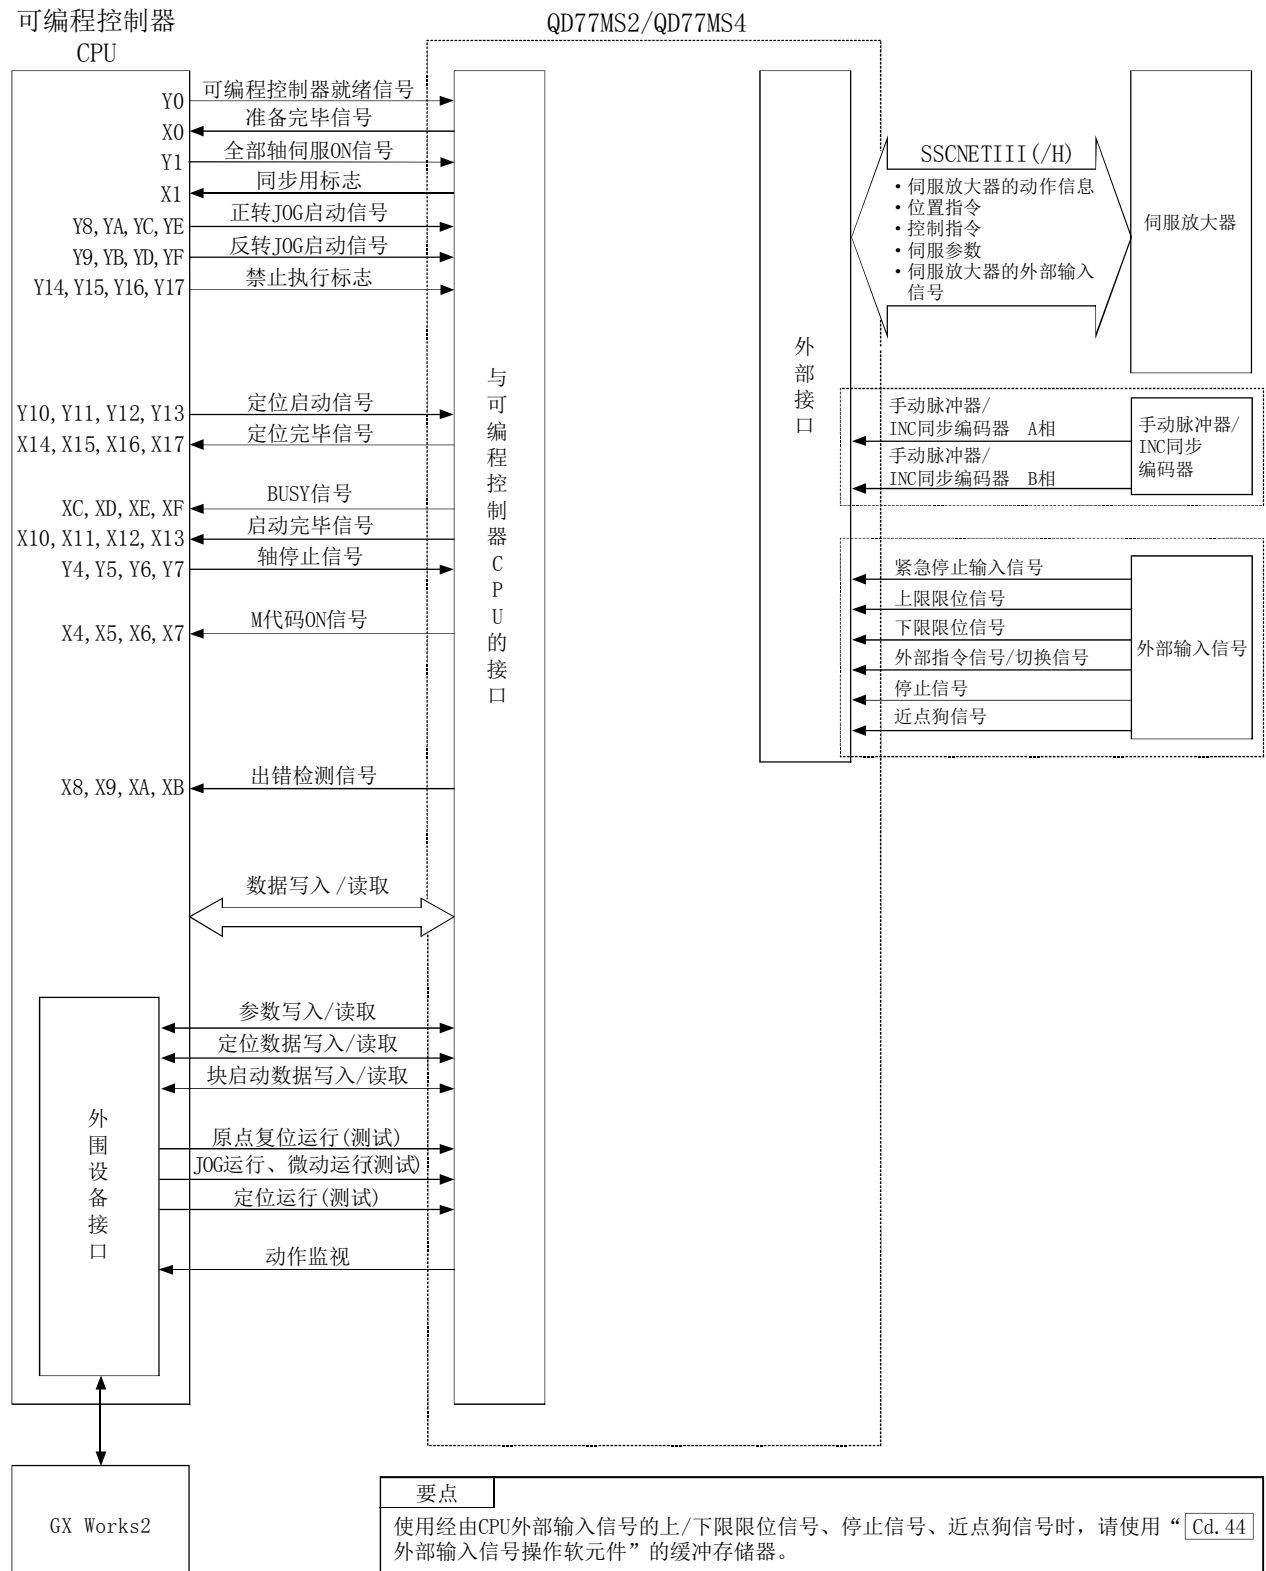 可编程控制器
CPU
QD77MS2/QD77MS4
Y0
可编程控制器就绪信号
X0
准备完毕信号
Y1
全部轴伺服ON信号
X1
同步用标志
Y8,YA,YC,YE
正转JOG启动信号
Y9,YB,YD,YF
反转JOG启动信号
Y14,Y15,Y16,Y17
禁止执行标志
Y10,Y11,Y12,Y13
定位启动信号
X14,X15,X16,X17
定位完毕信号
XC,XD,XE,XF
BUSY信号
X10,X11,X12,X13
启动完毕信号
Y4,Y5,Y6,Y7
轴停止信号
X4,X5,X6,X7
M代码ON信号
X8,X9,XA,XB
出错检测信号
数据写入/读取
参数写入/读取
定位数据写入/读取
块启动数据写入/读取
原点复位运行(测试)
JOG运行、微动运行(测试)
定位运行(测试)
动作监视
外围设备接口
与可编程控制器CPU的接口
外部接口
SSCNETIII(/H)
・伺服放大器的动作信息
・位置指令
・控制指令
・伺服参数
・伺服放大器的外部输入
信号
伺服放大器
手动脉冲器/
INC同步编码器 A相
手动脉冲器/
INC同步编码器 B相
手动脉冲器/
INC同步
编码器
紧急停止输入信号
上限限位信号
下限限位信号
外部指令信号/切换信号
停止信号
近点狗信号
外部输入信号
GX Works2
要点
使用经由CPU外部输入信号的上/下限限位信号、停止信号、近点狗信号时，请使用“Cd.44
外部输入信号操作软元件”的缓冲存储器。